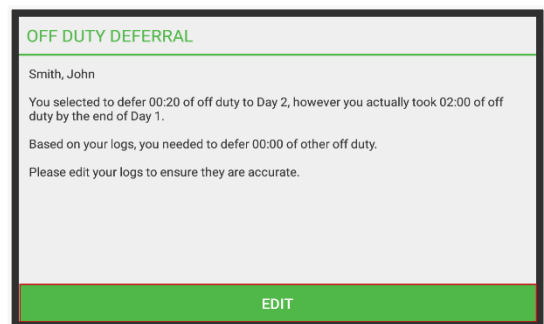 OFF DUTY DEFERRAL
Smith, John
You selected to defer 00:20 of off duty to Day 2, however you actually took 02:00 of off
duty by the end of Day 1.
Based on your logs, you needed to defer 00:00 of other off duty.
Please edit your logs to ensure they are accurate.
EDIT